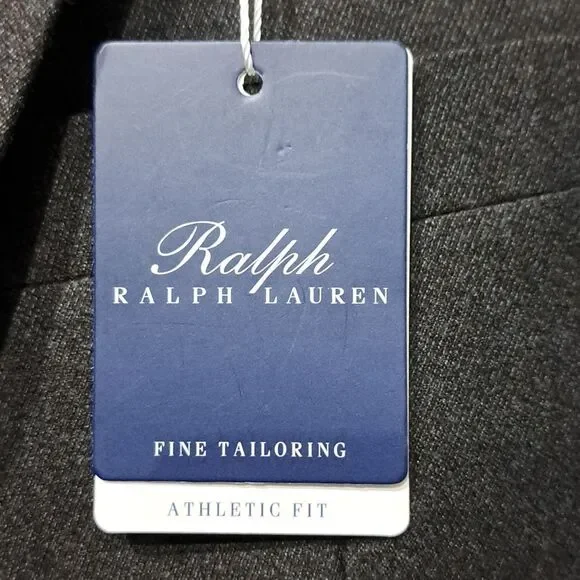 Ralph
RALPH LAUREN
FINE TAILORING
ATHLETIC FIT